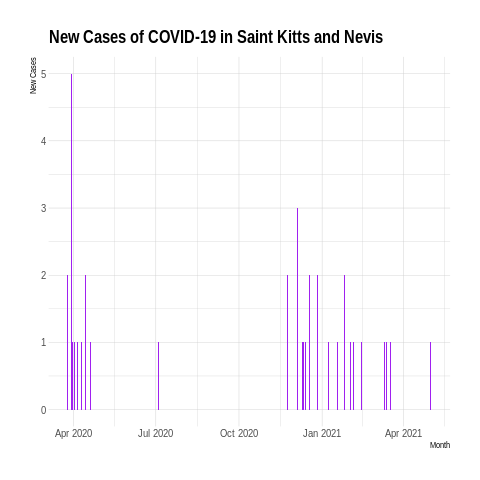 New Cases of COVID-19 in Saint Kitts and Nevis
New Cases
5
4
3
2
1
0
Apr 2020 Jul 2020 Oct 2020 Jan 2021 Apr 2021
Month